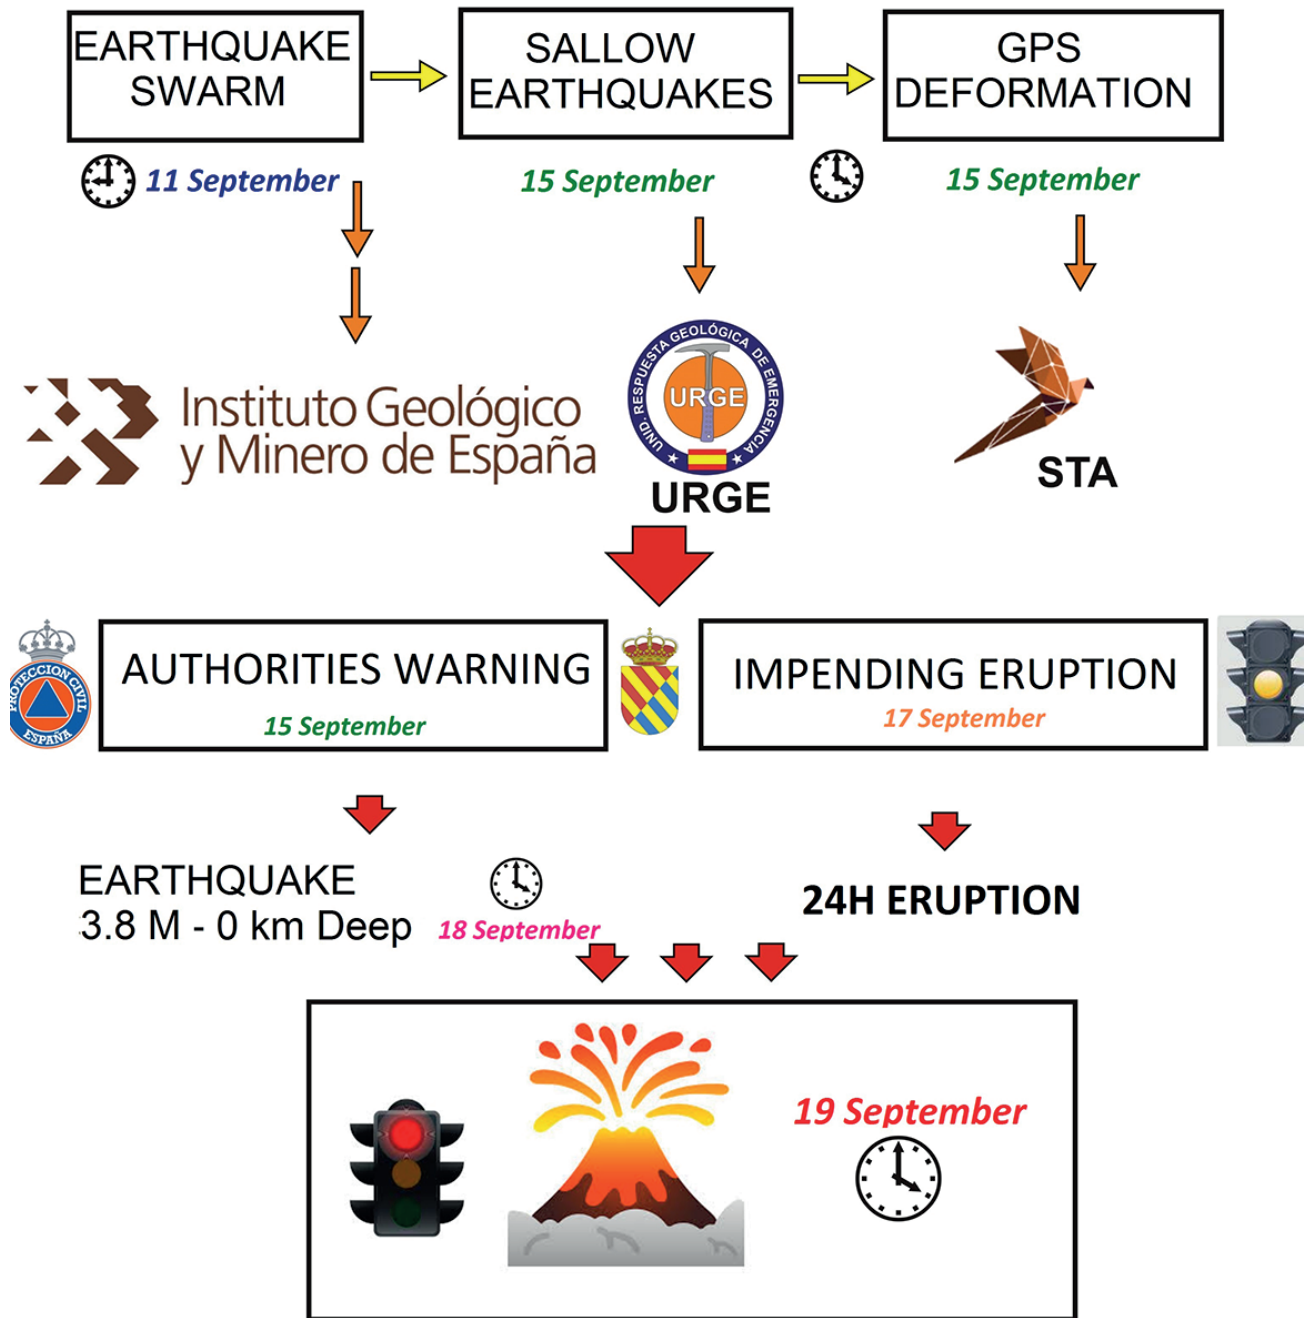 EARTHQUAKE
SWARM
SALLOW
EARTHQUAKES
GPS
DEFORMATION
11 September
15 September
15 September
Instituto Geológico
y Minero de España
UNID. RESPUESTA GEOLÓGICA DE EMERGENCIA
URGE
URGE
STA
PROTECCION CIVIL
ESPAÑA
AUTHORITIES WARNING
15 September
IMPENDING ERUPTION
17 September
EARTHQUAKE
3.8 M - 0 km Deep
18 September
24H ERUPTION
19 September